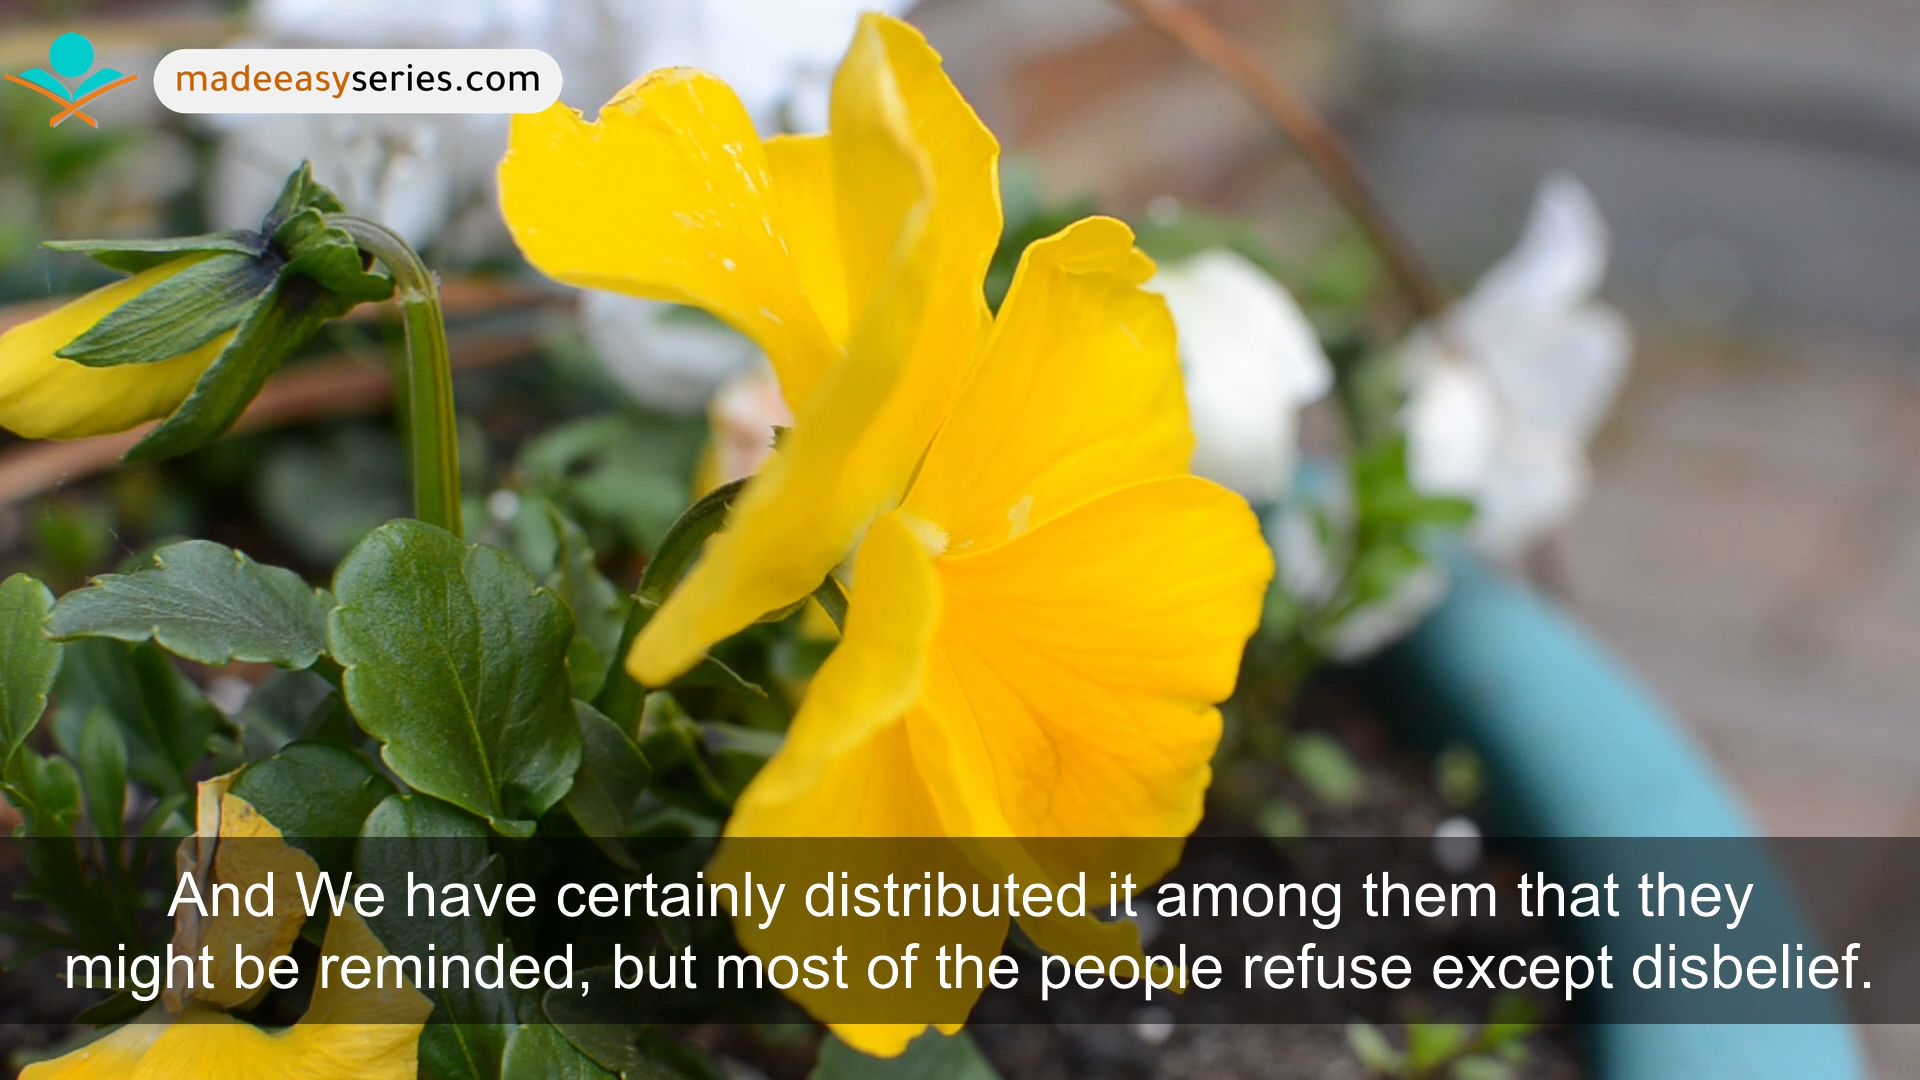 madeeasyseries.com
And We have certainly distributed it among them that they
might be reminded, but most of the people refuse except disbelief.